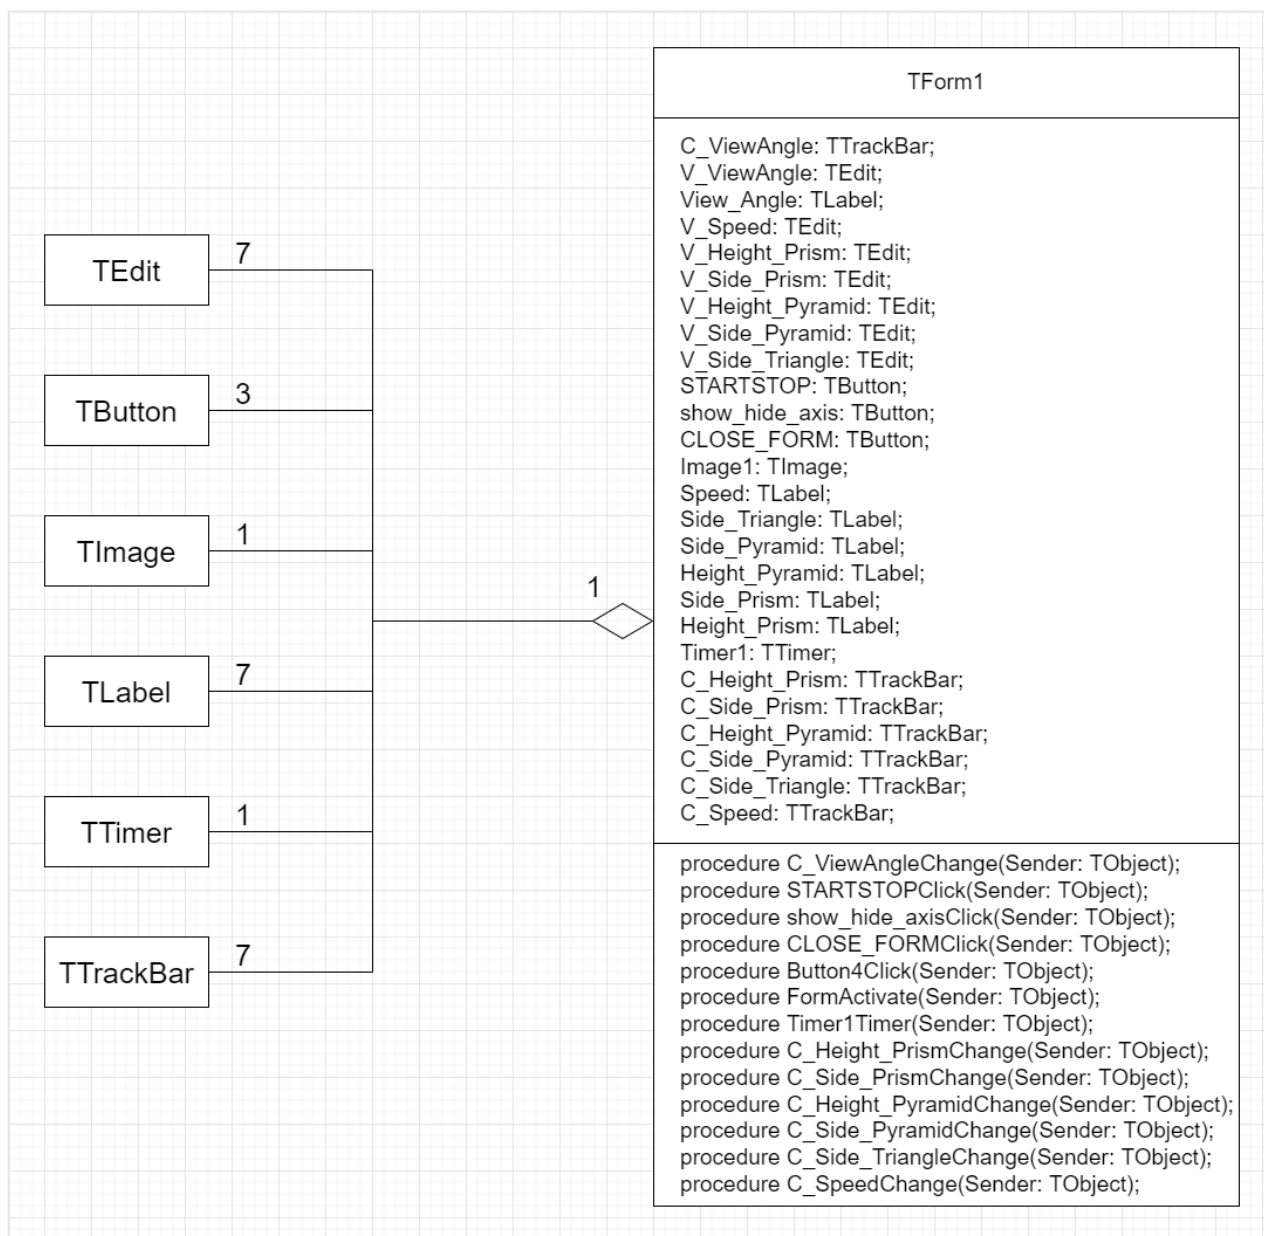 TForm1
C_ViewAngle: TTrackBar;
V_ViewAngle: TEdit;
View_Angle: TLabel;
V_Speed: TEdit;
V_Height_Prism: TEdit;
V_Side_Prism: TEdit;
V_Height_Pyramid: TEdit;
V_Side_Pyramid: TEdit;
V_Side_Triangle: TEdit;
STARTSTOP: TButton;
show_hide_axis: TButton;
CLOSE_FORM: TButton;
Image1: TImage;
Speed: TLabel;
Side_Triangle: TLabel;
Side_Pyramid: TLabel;
Height_Pyramid: TLabel;
Side_Prism: TLabel;
Height_Prism: TLabel;
Timer1: TTimer;
C_Height_Prism: TTrackBar;
C_Side_Prism: TTrackBar;
C_Height_Pyramid: TTrackBar;
C_Side_Pyramid: TTrackBar;
C_Side_Triangle: TTrackBar;
C_Speed: TTrackBar;
procedure C_ViewAngleChange(Sender: TObject);
procedure STARTSTOPClick(Sender: TObject);
procedure show_hide_axisClick(Sender: TObject);
procedure CLOSE_FORMClick(Sender: TObject);
procedure Button4Click(Sender: TObject);
procedure FormActivate(Sender: TObject);
procedure Timer1Timer(Sender: TObject);
procedure C_Height_PrismChange(Sender: TObject);
procedure C_Side_PrismChange(Sender: TObject);
procedure C_Height_PyramidChange(Sender: TObject);
procedure C_Side_PyramidChange(Sender: TObject);
procedure C_Side_TriangleChange(Sender: TObject);
procedure C_SpeedChange(Sender: TObject);
TEdit
7
TButton
3
TImage
1
TLabel
7
TTimer
1
TTrackBar
7
1